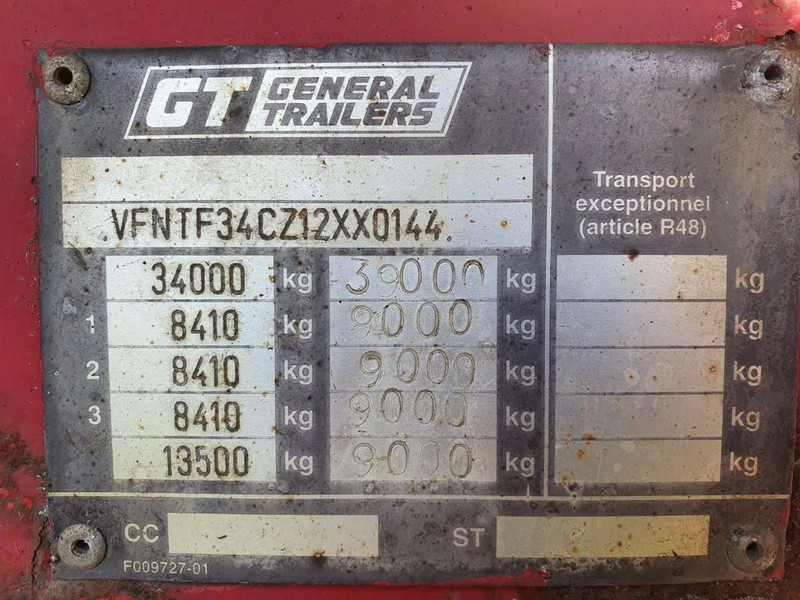 GT GENERAL TRAILERS
VFNTF34CZ12XX0144
Transport
exceptionnel
(article R48)
34000 kg 39000 kg kg
1 8410 kg 9000 kg kg
2 8410 kg 9000 kg kg
3 8410 kg 9000 kg kg
13500 kg 9000 kg kg
CC ST
F009727-01